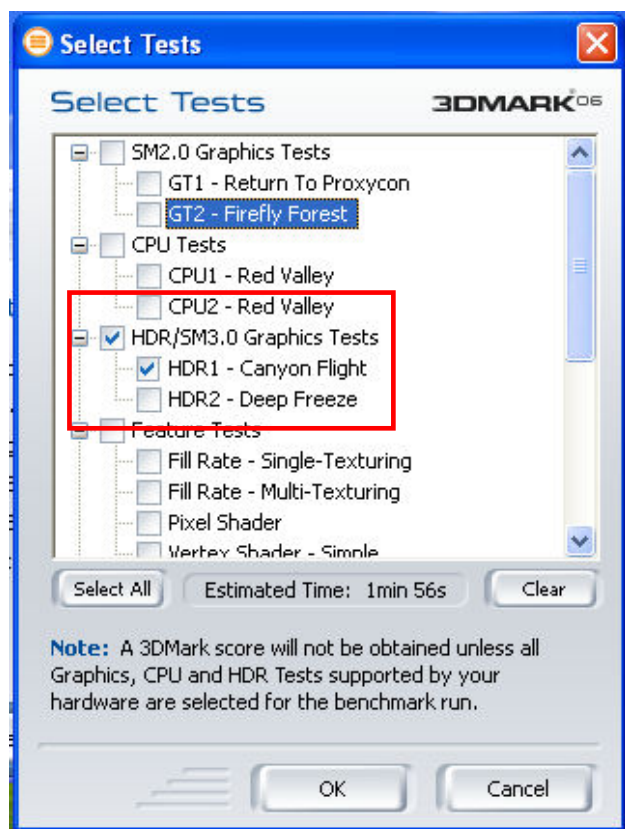 Select Tests
Select Tests 3DMARK®06
SM2.0 Graphics Tests
GT1 - Return To Proxycon
GT2 - Firefly Forest
CPU Tests
CPU1 - Red Valley
CPU2 - Red Valley
HDR/SM3.0 Graphics Tests
HDR1 - Canyon Flight
HDR2 - Deep Freeze
Feature Tests
Fill Rate - Single-Texturing
Fill Rate - Multi-Texturing
Pixel Shader
Vertex Shader - Simple
Select All Estimated Time: 1min 56s Clear
Note: A 3DMark score will not be obtained unless all
Graphics, CPU and HDR Tests supported by your
hardware are selected for the benchmark run.
OK Cancel